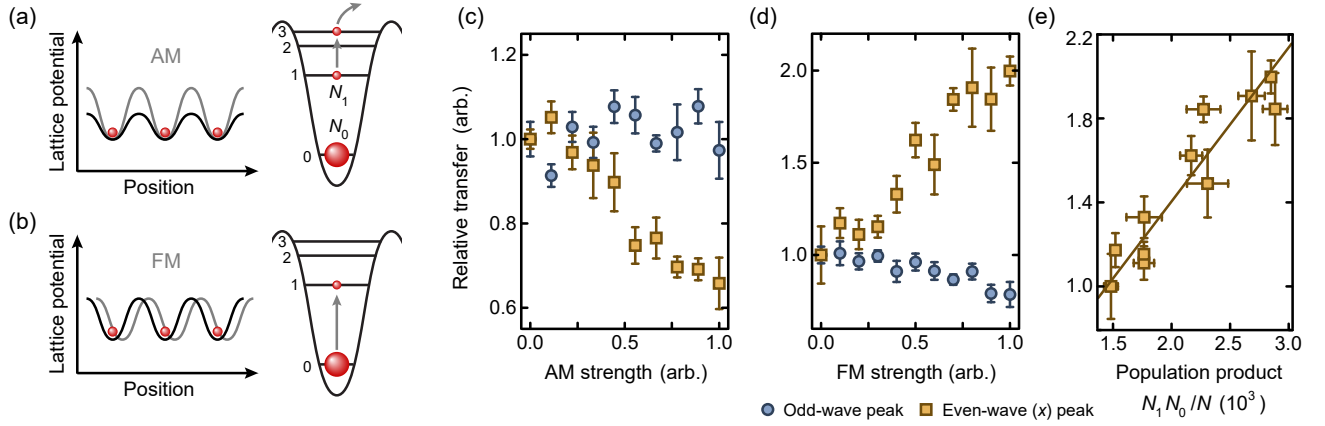 (a)
Lattice potential
AM
Position
3
2
1
0
N1
N0
(b)
Lattice potential
FM
Position
3
2
1
0
(c)
Relative transfer (arb.)
1.2
1.0
0.8
0.6
0.0 0.5 1.0
AM strength (arb.)
(d)
2.0
1.5
1.0
0.0 0.5 1.0
FM strength (arb.)
Odd-wave peak Even-wave (x) peak
(e)
2.2
1.8
1.4
1.0
1.5 2.0 2.5 3.0
Population product
N1N0/N (10³)